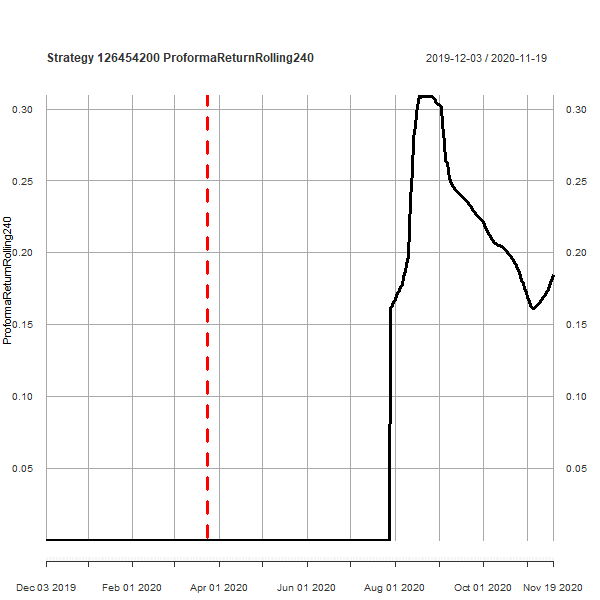 Strategy 126454200 ProformaReturnRolling240
2019-12-03 / 2020-11-19
ProformaReturnRolling240
0.30 0.30
0.25 0.25
0.20 0.20
0.15 0.15
0.10 0.10
0.05 0.05
Dec 03 2019 Feb 01 2020 Apr 01 2020 Jun 01 2020 Aug 01 2020 Oct 01 2020 Nov 19 2020